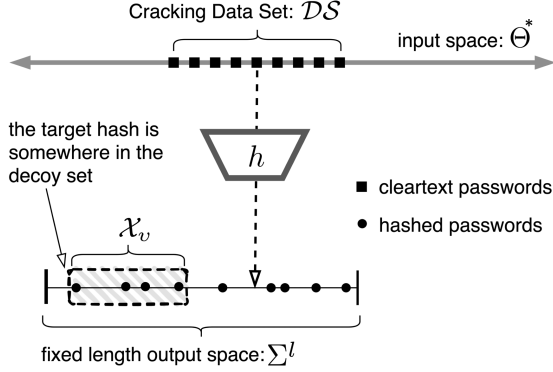 Cracking Data Set: 𝒟𝒮
input space: Θ*
the target hash is
somewhere in the
decoy set
h
cleartext passwords
hashed passwords
𝒳υ
fixed length output space: Σˡ